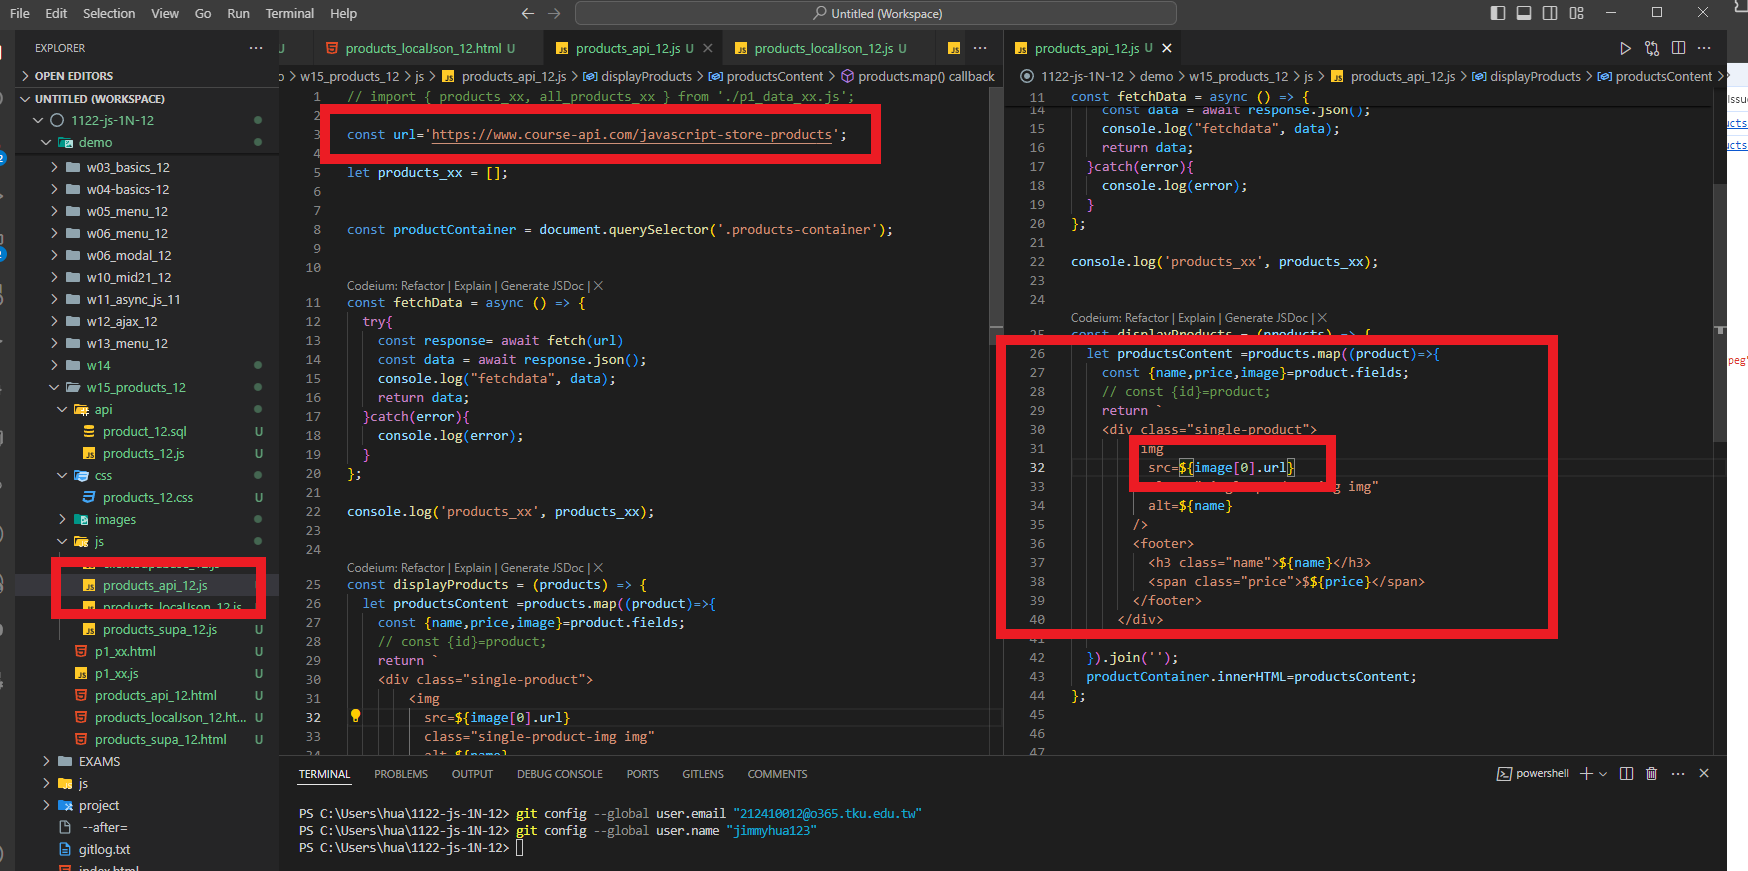 File Edit Selection View Go Run Terminal Help
Untitled (Workspace)
EXPLORER
OPEN EDITORS
UNTITLED (WORKSPACE)
1122-js-1N-12
demo
w03_basics_12
w04-basics-12
w05_menu_12
w06_menu_12
w06_modal_12
w10_mid21_12
w11_async_js_11
w12_ajax_12
w13_menu_12
w14
w15_products_12
api
product_12.sql U
products_12.js U
css
products_12.css U
images
js
products_api_12.js
products_localJson_12.js
products_supa_12.js U
p1_xx.html U
p1_xx.js U
products_api_12.html U
products_localJson_12.ht... U
products_supa_12.html U
EXAMS
js
project
--after=
gitlog.txt
index.html
U products_localJson_12.html U products_api_12.js U products_localJson_12.js U
w15_products_12 > js > products_api_12.js > displayProducts > productsContent > products.map() callback
1 // import { products_xx, all_products_xx } from './p1_data_xx.js';
2
3 const url='https://www.course-api.com/javascript-store-products';
4
5 let products_xx = [];
6
7
8 const productContainer = document.querySelector('.products-container');
9
10
Codeium: Refactor | Explain | Generate JSDoc | X
11 const fetchData = async () => {
12 try{
13 const response= await fetch(url)
14 const data = await response.json();
15 console.log("fetchdata", data);
16 return data;
17 }catch(error){
18 console.log(error);
19 }
20 };
21
22 console.log('products_xx', products_xx);
23
24
Codeium: Refactor | Explain | Generate JSDoc | X
25 const displayProducts = (products) => {
26 let productsContent =products.map((product)=>{
27 const {name,price,image}=product.fields;
28 // const {id}=product;
29 return `
30 <div class="single-product">
31 <img
32 src=${image[0].url}
33 class="single-product-img img"
34 alt=${name}
products_api_12.js U
1122-js-1N-12 > demo > w15_products_12 > js > products_api_12.js > displayProducts > productsContent >
11 const fetchData = async () => {
14 const data = await response.json();
15 console.log("fetchdata", data);
16 return data;
17 }catch(error){
18 console.log(error);
19 }
20 };
21
22 console.log('products_xx', products_xx);
23
24
Codeium: Refactor | Explain | Generate JSDoc | X
25 const displayProducts = (products) => {
26 let productsContent =products.map((product)=>{
27 const {name,price,image}=product.fields;
28 // const {id}=product;
29 return `
30 <div class="single-product">
31 img
32 src=${image[0].url}
33 img"
34 alt=${name}
35 />
36 <footer>
37 <h3 class="name">${name}</h3>
38 <span class="price">$${price}</span>
39 </footer>
40 </div>
41
42 }).join('');
43 productContainer.innerHTML=productsContent;
44 };
45
46
47
TERMINAL PROBLEMS OUTPUT DEBUG CONSOLE PORTS GITLENS COMMENTS
powershell
PS C:\Users\hua\1122-js-1N-12> git config --global user.email "212410012@o365.tku.edu.tw"
PS C:\Users\hua\1122-js-1N-12> git config --global user.name "jimmyhua123"
PS C:\Users\hua\1122-js-1N-12>